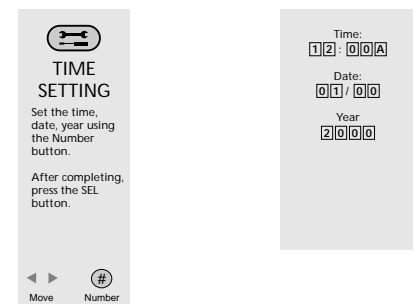 TIME
SETTING
Set the time,
date, year using
the Number
button.
After completing,
press the SEL
button.
#
Move Number
Time:
12:00A
Date:
01/00
Year
2000